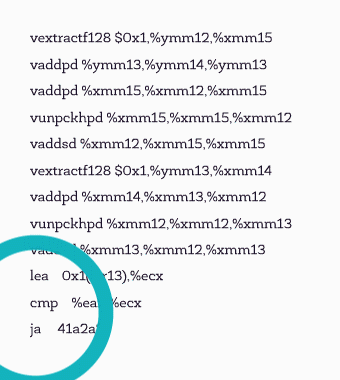 vextractf128 $0x1,%ymm12,%xmm15
vaddpd %ymm13,%ymm14,%ymm13
vaddpd %xmm15,%xmm12,%xmm15
vunpckhpd %xmm15,%xmm15,%xmm12
vaddsd %xmm12,%xmm15,%xmm15
vextractf128 $0x1,%ymm13,%xmm14
vaddpd %xmm14,%xmm13,%xmm12
vunpckhpd %xmm12,%xmm12,%xmm13
%xmm13,%xmm12,%xmm13
lea
cmp %ecx
ja